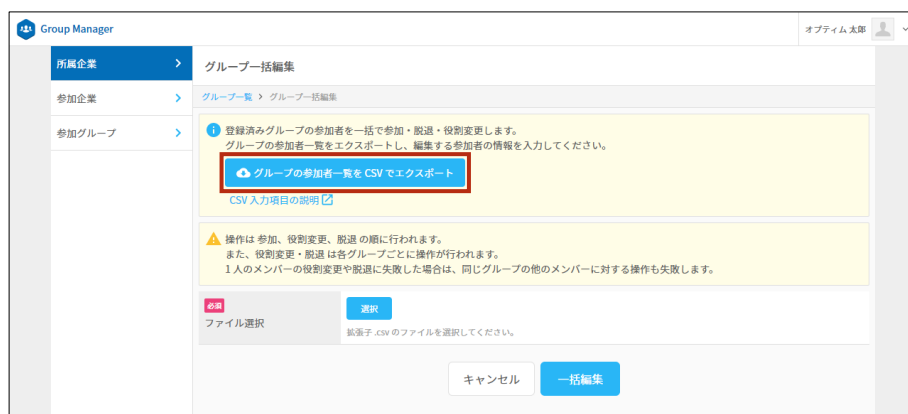 Group Manager
オプティム 太郎
所属企業
参加企業
参加グループ
グループ一括編集
グループ一覧 > グループ一括編集
登録済みグループの参加者を一括で参加・脱退・役割変更します。
グループの参加者一覧をエクスポートし、編集する参加者の情報を入力してください。
グループの参加者一覧を CSV でエクスポート
CSV 入力項目の説明
操作は 参加、役割変更、脱退 の順に行われます。
また、役割変更・脱退 は各グループごとに操作が行われます。
1 人のメンバーの役割変更や脱退に失敗した場合は、同じグループの他のメンバーに対する操作も失敗します。
必須
ファイル選択
選択
拡張子 .csv のファイルを選択してください。
キャンセル
一括編集